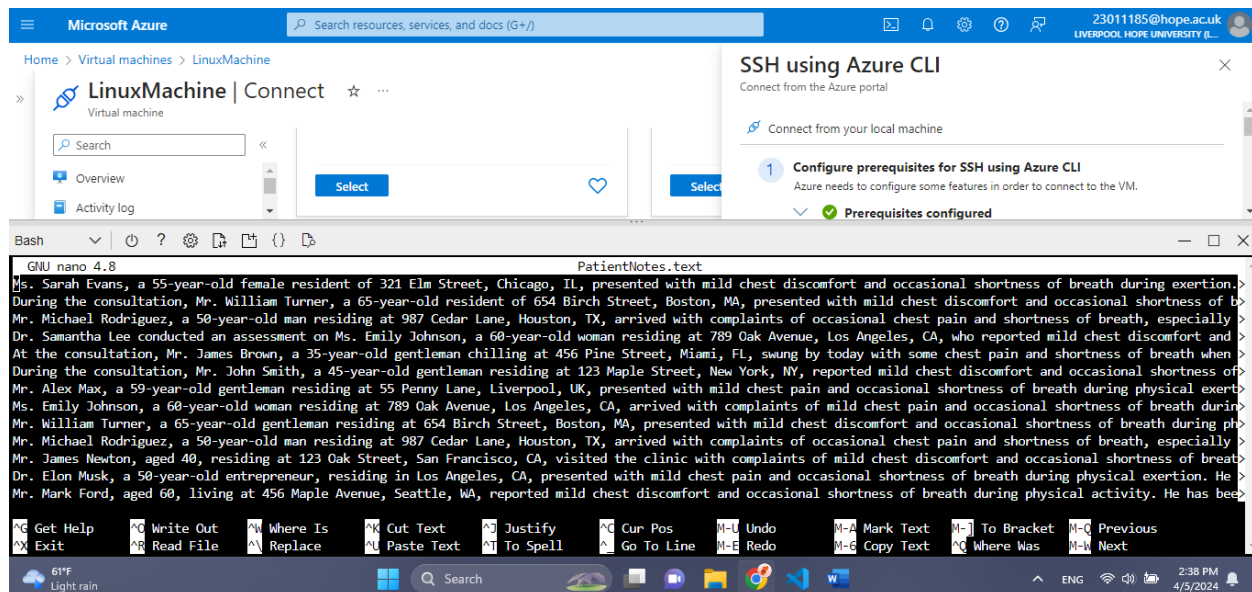 Microsoft Azure
Search resources, services, and docs (G+/)
23011185@hope.ac.uk
LIVERPOOL HOPE UNIVERSITY (L...
Home > Virtual machines > LinuxMachine
LinuxMachine | Connect
Virtual machine
Search
Overview
Activity log
Select
Select
SSH using Azure CLI
Connect from the Azure portal
Connect from your local machine
1
Configure prerequisites for SSH using Azure CLI
Azure needs to configure some features in order to connect to the VM.
Prerequisites configured
Bash
GNU nano 4.8 PatientNotes.text
Ms. Sarah Evans, a 55-year-old female resident of 321 Elm Street, Chicago, IL, presented with mild chest discomfort and occasional shortness of breath during exertion.>
During the consultation, Mr. William Turner, a 65-year-old resident of 654 Birch Street, Boston, MA, presented with mild chest discomfort and occasional shortness of b>
Mr. Michael Rodriguez, a 50-year-old man residing at 987 Cedar Lane, Houston, TX, arrived with complaints of occasional chest pain and shortness of breath, especially >
Dr. Samantha Lee conducted an assessment on Ms. Emily Johnson, a 60-year-old woman residing at 789 Oak Avenue, Los Angeles, CA, who reported mild chest discomfort and >
At the consultation, Mr. James Brown, a 35-year-old gentleman chilling at 456 Pine Street, Miami, FL, swung by today with some chest pain and shortness of breath when >
During the consultation, Mr. John Smith, a 45-year-old gentleman residing at 123 Maple Street, New York, NY, reported mild chest discomfort and occasional shortness of>
Mr. Alex Max, a 59-year-old gentleman residing at 55 Penny Lane, Liverpool, UK, presented with mild chest pain and occasional shortness of breath during physical exert>
Ms. Emily Johnson, a 60-year-old woman residing at 789 Oak Avenue, Los Angeles, CA, arrived with complaints of mild chest pain and occasional shortness of breath durin>
Mr. William Turner, a 65-year-old gentleman residing at 654 Birch Street, Boston, MA, presented with mild chest discomfort and occasional shortness of breath during ph>
Mr. Michael Rodriguez, a 50-year-old man residing at 987 Cedar Lane, Houston, TX, arrived with complaints of occasional chest pain and shortness of breath, especially >
Mr. James Newton, aged 40, residing at 123 Oak Street, San Francisco, CA, visited the clinic with complaints of mild chest discomfort and occasional shortness of breat>
Dr. Elon Musk, a 50-year-old entrepreneur, residing in Los Angeles, CA, presented with mild chest pain and occasional shortness of breath during physical exertion. He >
Mr. Mark Ford, aged 60, living at 456 Maple Avenue, Seattle, WA, reported mild chest discomfort and occasional shortness of breath during physical activity. He has bee>
^G Get Help ^O Write Out ^W Where Is ^K Cut Text ^J Justify ^C Cur Pos M-U Undo M-A Mark Text M-] To Bracket M-Q Previous
^X Exit ^R Read File ^\ Replace ^U Paste Text ^T To Spell ^_ Go To Line M-E Redo M-6 Copy Text ^Q Where Was M-W Next
61°F
Light rain
Search
ENG
2:38 PM
4/5/2024